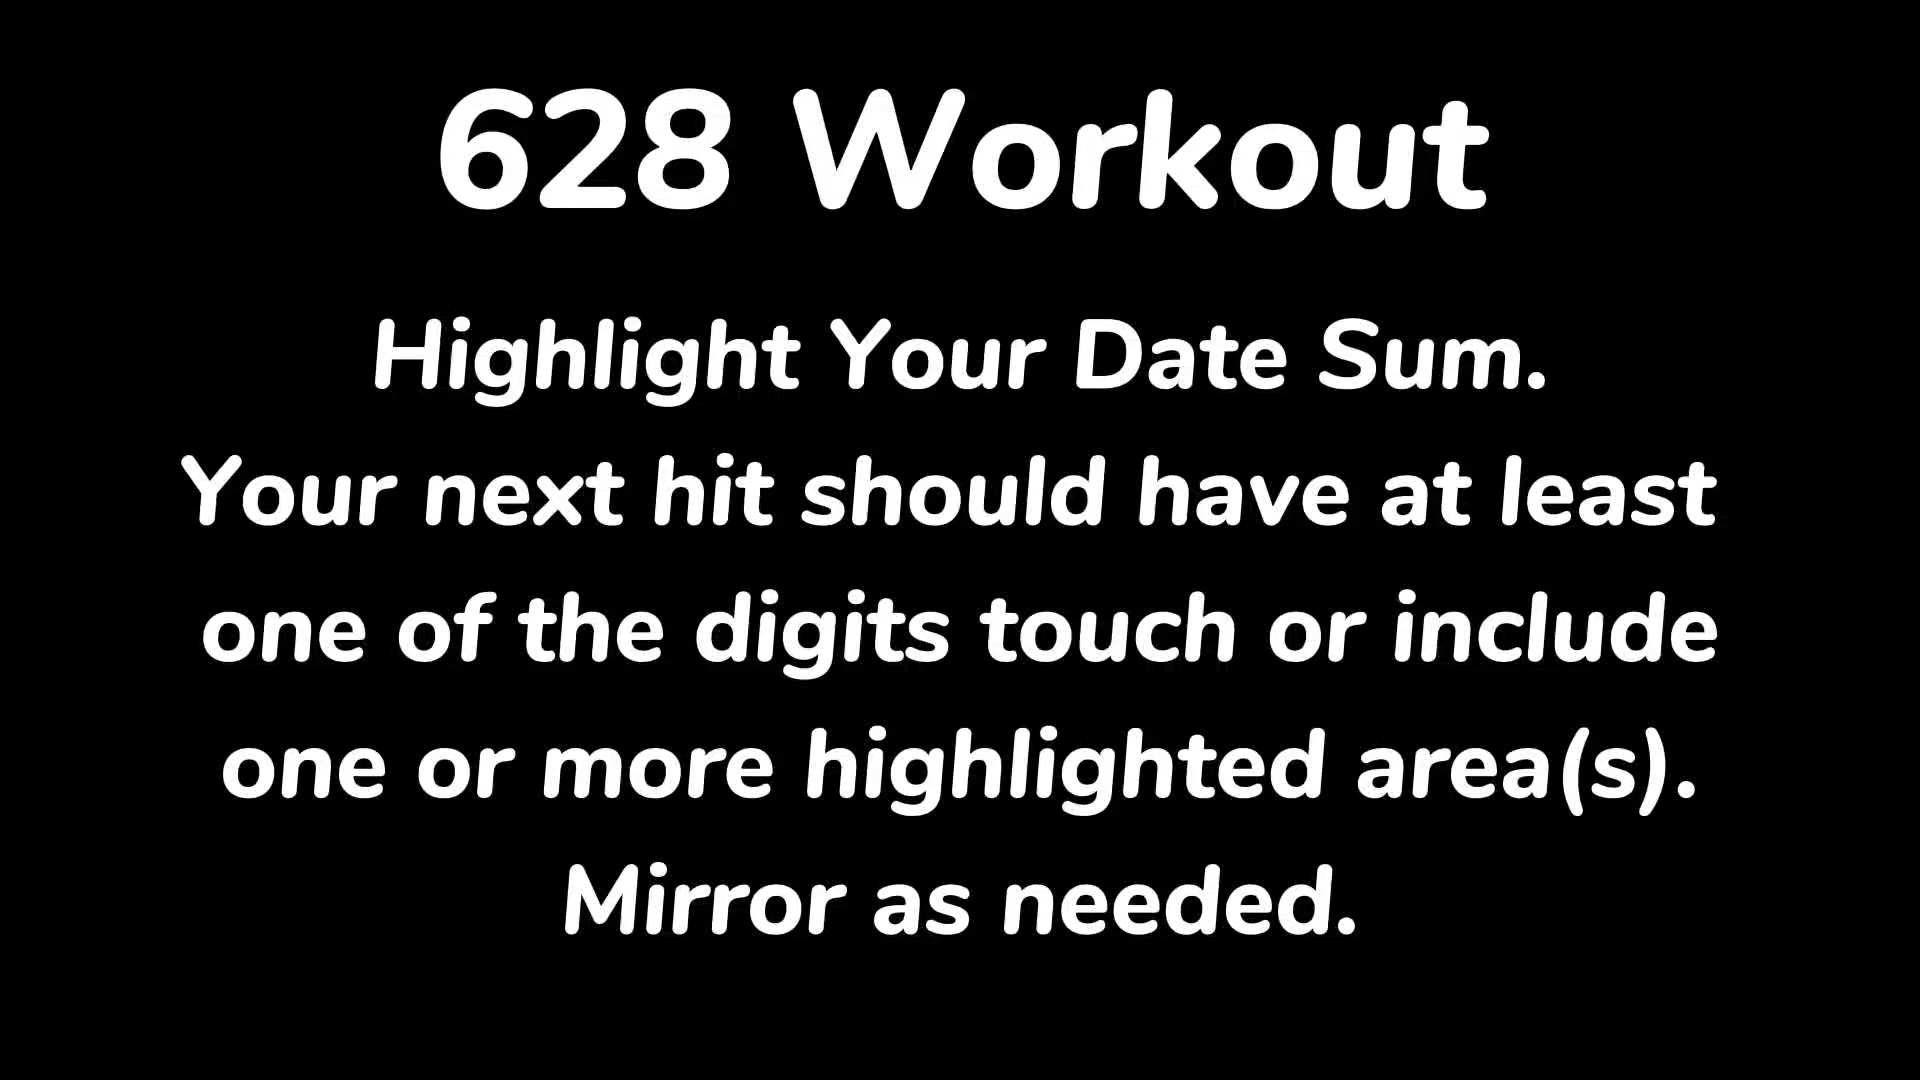 628 Workout
Highlight Your Date Sum.
Your next hit should have at least
one of the digits touch or include
one or more highlighted area(s).
Mirror as needed.